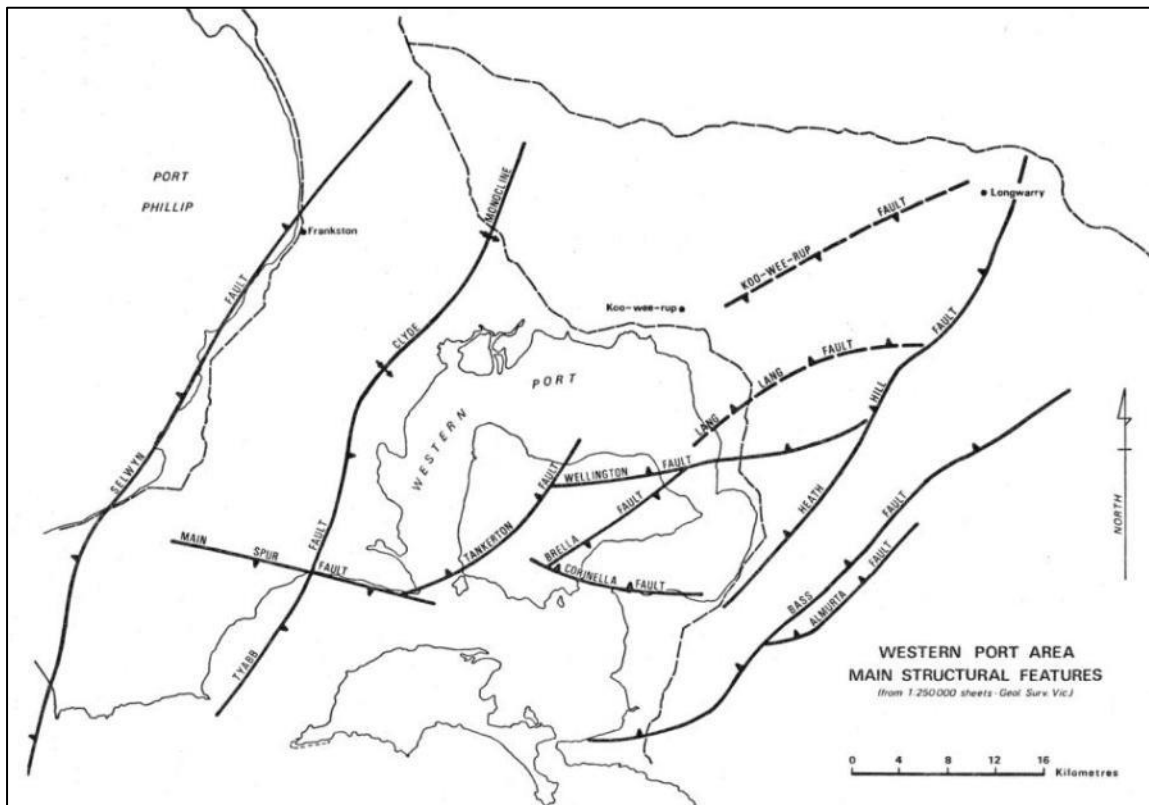 PORT
PHILLIP
Frankston
MONOCLINE
CLYDE
SELWYN
FAULT
Longwarry
KOO-WEE-RUP FAULT
Koo-wee-rup
WESTERN
PORT
LANG LANG FAULT
HEATH HILL FAULT
WELLINGTON FAULT
BRELLA FAULT
CORINELLA FAULT
TANKERTON FAULT
MAIN SPUR FAULT
TYABB
FAULT
BASS FAULT
ALMURTA FAULT
NORTH
WESTERN PORT AREA
MAIN STRUCTURAL FEATURES
(from 1:250000 sheets - Geol. Surv. Vic.)
0 4 8 12 16
Kilometres